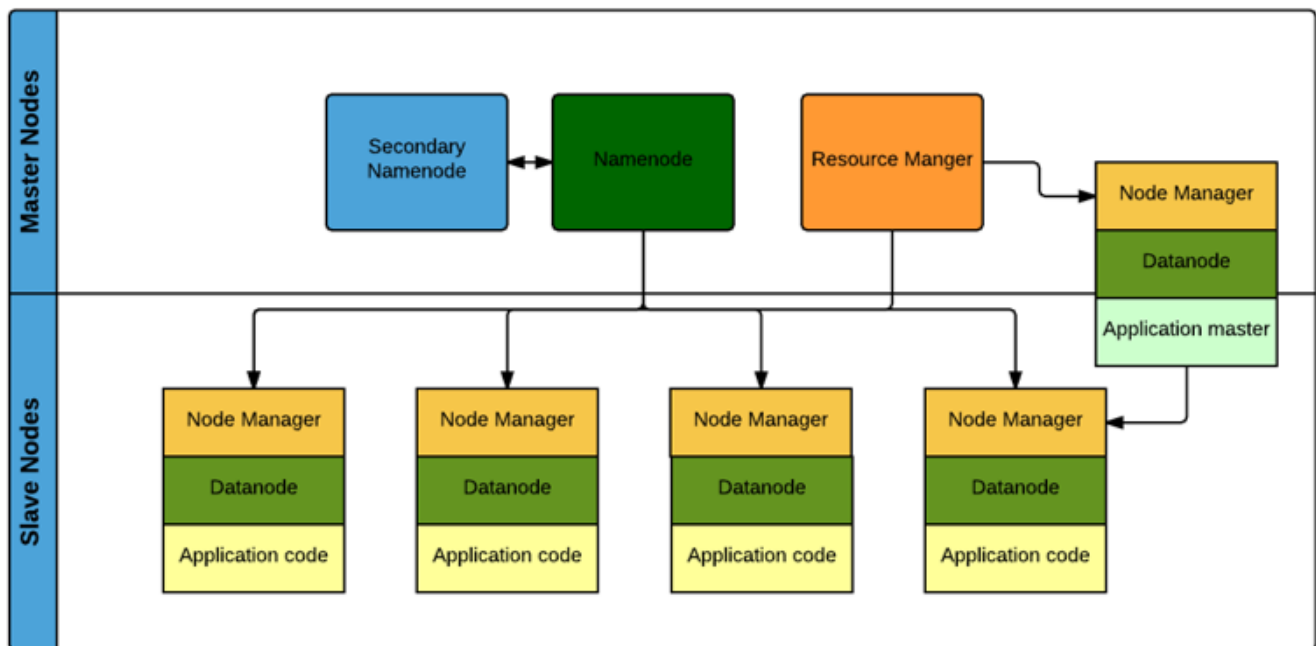 Master Nodes
Secondary
Namenode
Namenode
Resource Manger
Node Manager
Datanode
Application master
Slave Nodes
Node Manager
Datanode
Application code
Node Manager
Datanode
Application code
Node Manager
Datanode
Application code
Node Manager
Datanode
Application code